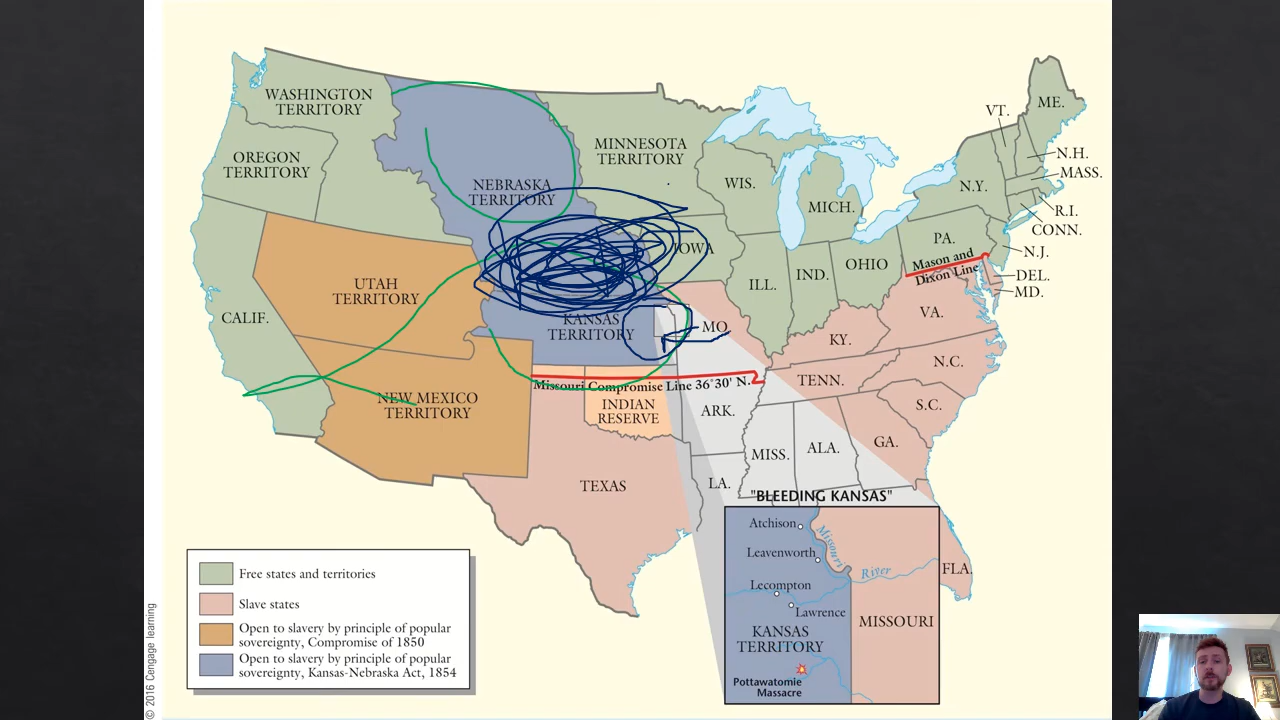 WASHINGTON
TERRITORY
OREGON
TERRITORY
CALIF.
UTAH
TERRITORY
NEW MEXICO
TERRITORY
NEBRASKA
TERRITORY
KANSAS
TERRITORY
MINNESOTA
TERRITORY
IOWA
MO.
WIS.
MICH.
ILL.
IND.
OHIO
KY.
TENN.
ARK.
LA.
MISS.
ALA.
GA.
FLA.
S.C.
N.C.
VA.
PA.
N.Y.
VT.
ME.
N.H.
MASS.
R.I.
CONN.
N.J.
DEL.
MD.
Mason and
Dixon Line
Missouri Compromise Line 36°30' N.
INDIAN
RESERVE
TEXAS
"BLEEDING KANSAS"
Atchison
Leavenworth
Lecompton
Lawrence
Missouri
River
KANSAS
TERRITORY
MISSOURI
Pottawatomie
Massacre
Free states and territories
Slave states
Open to slavery by principle of popular
sovereignty, Compromise of 1850
Open to slavery by principle of popular
sovereignty, Kansas-Nebraska Act, 1854
© 2016 Cengage learning